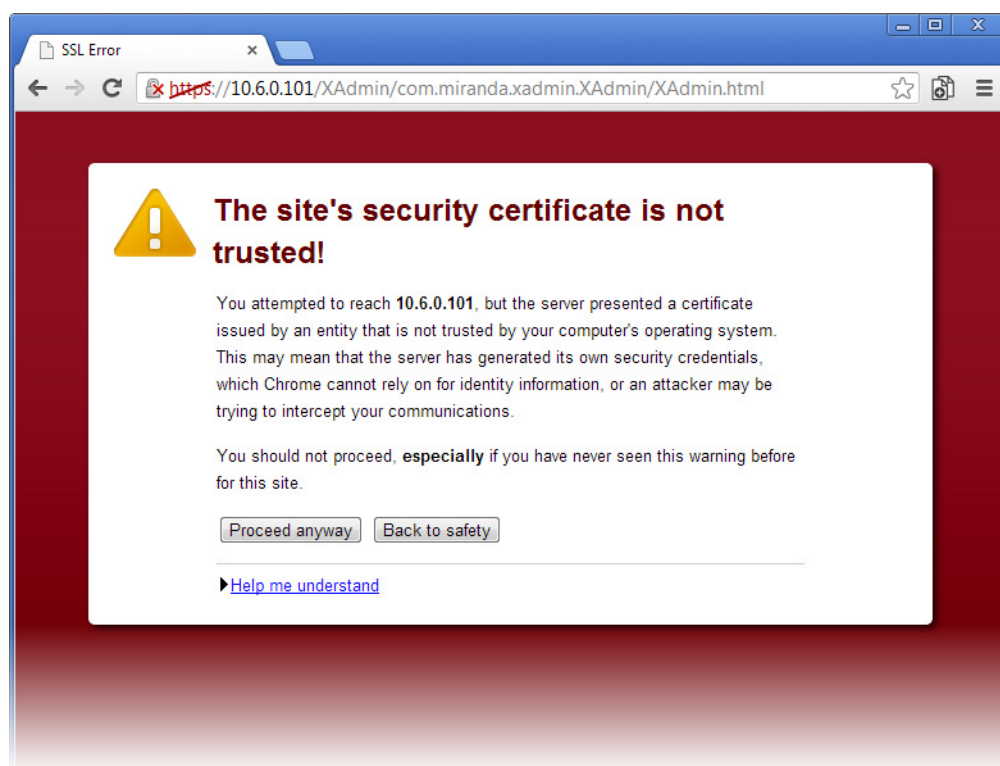 SSL Error
https://10.6.0.101/XAdmin/com.miranda.xadmin.XAdmin/XAdmin.html
The site's security certificate is not
trusted!
You attempted to reach 10.6.0.101, but the server presented a certificate
issued by an entity that is not trusted by your computer's operating system.
This may mean that the server has generated its own security credentials,
which Chrome cannot rely on for identity information, or an attacker may be
trying to intercept your communications.
You should not proceed, especially if you have never seen this warning before
for this site.
Proceed anyway Back to safety
Help me understand